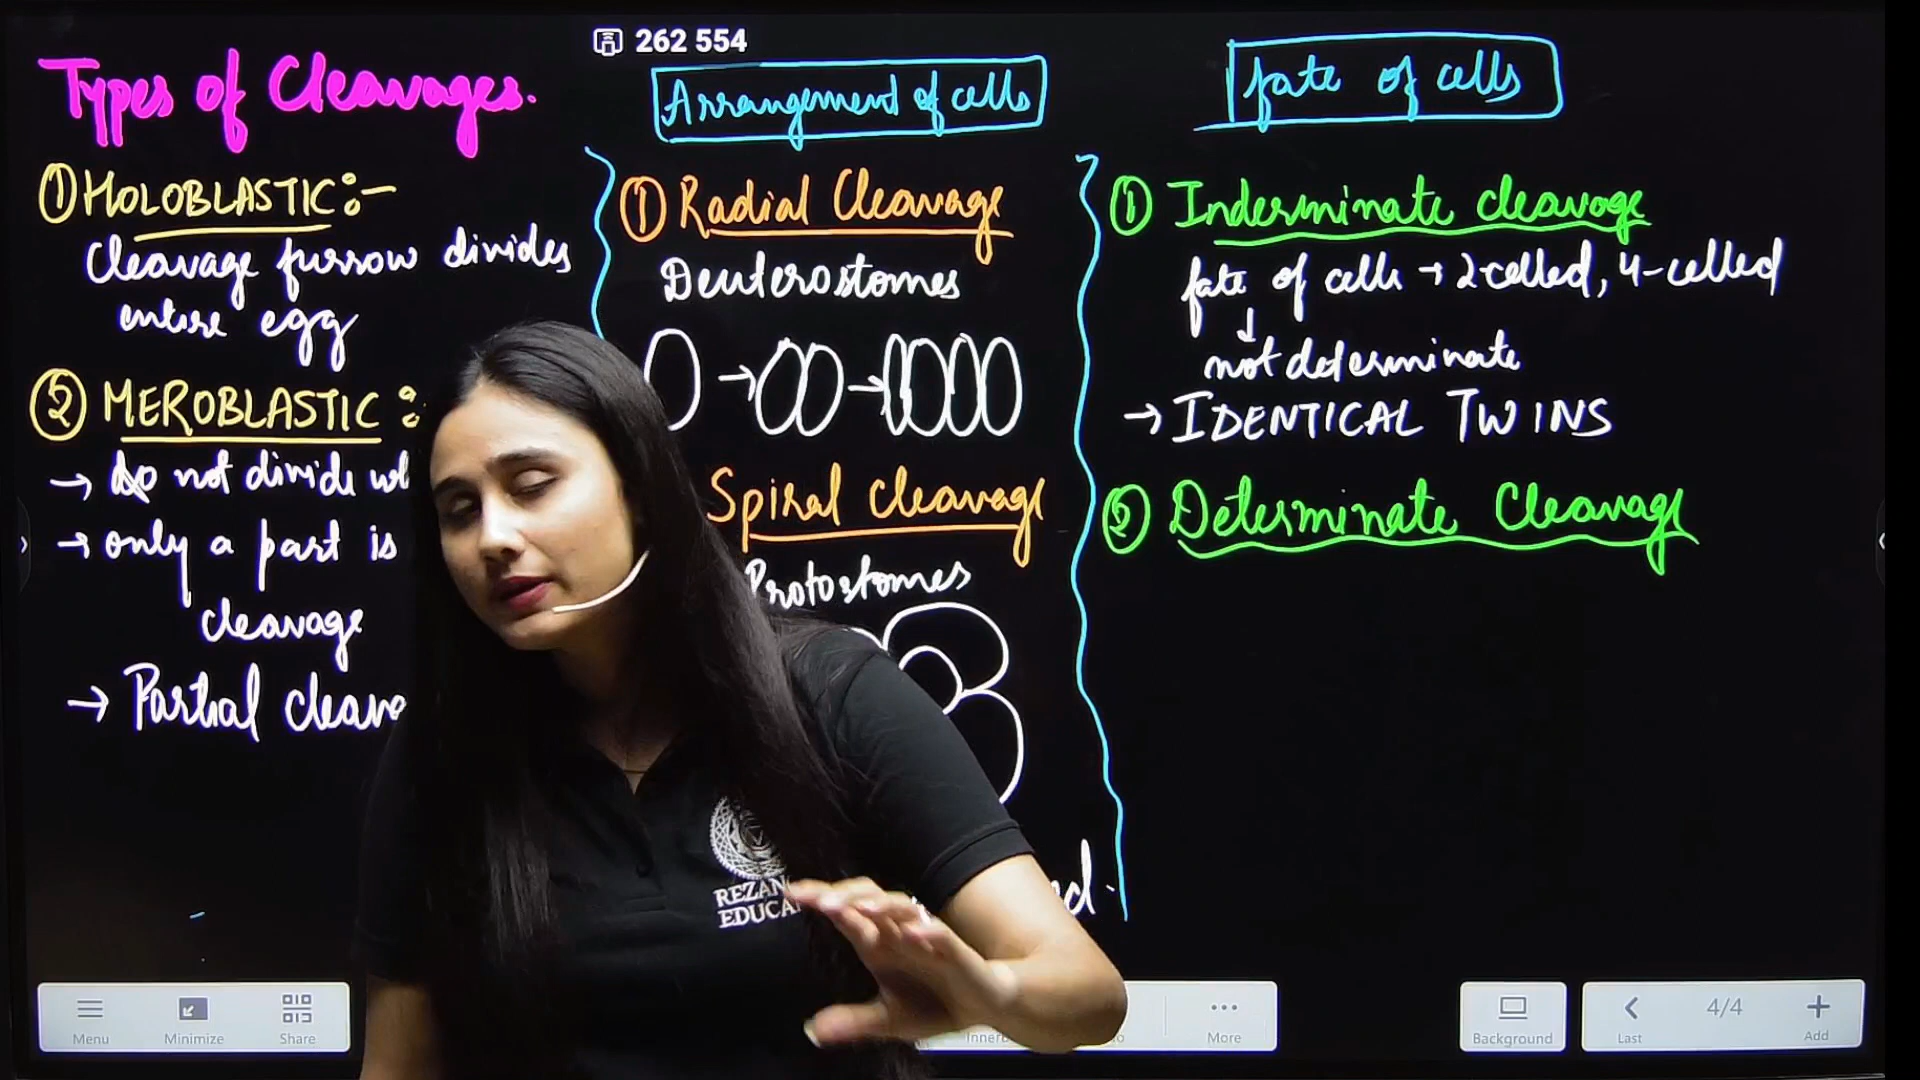 262 554
Types of Cleavages.
① HOLOBLASTIC :-
Cleavage furrow divides
entire egg
② MEROBLASTIC :
→ do not divide
→ only a part is
cleavage
→ Partial
Arrangement of cells
① Radial Cleavage
Deuterostomes
Spiral cleavage
Protostomes
fate of cells
① Inderminate cleavage
fate of cells → 2 celled, 4-celled
↓
not determinate
→ IDENTICAL TWINS
② Determinate Cleavage
EDUCA
Menu
Minimize
Share
More
Background
Last
4/4
Add